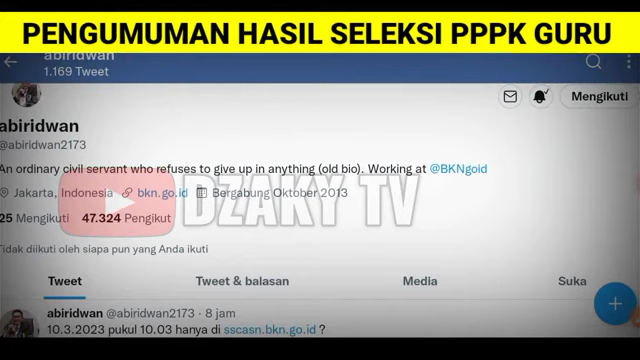 PENGUMUMAN HASIL SELEKSI PPPK GURU
abiridwan
1.169 Tweet
Mengikuti
abiridwan
@abiridwan2173
An ordinary civil servant who refuses to give up in anything (old bio). Working at @BKNgoid
Jakarta, Indonesia bkn.go.id Bergabung Oktober 2013
25 Mengikuti 47.324 Pengikut
DZAKY TV
Tidak diikuti oleh siapa pun yang Anda ikuti
Tweet Tweet & balasan Media Suka
abiridwan @abiridwan2173 · 8 jam
10.3.2023 pukul 10.03 hanya di sscasn.bkn.go.id ?